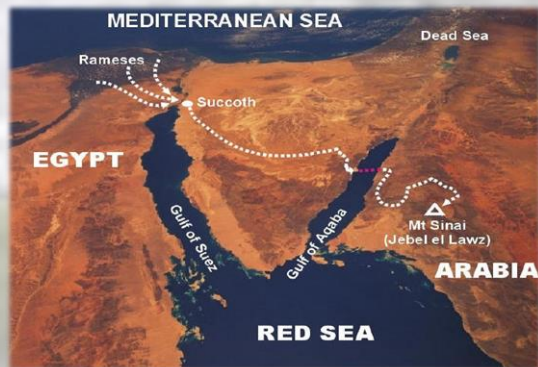 MEDITERRANEAN SEA
Dead Sea
Rameses
Succoth
EGYPT
Gulf of Suez
Gulf of Aqaba
Mt Sinai
(Jebel el Lawz)
ARABIA
RED SEA